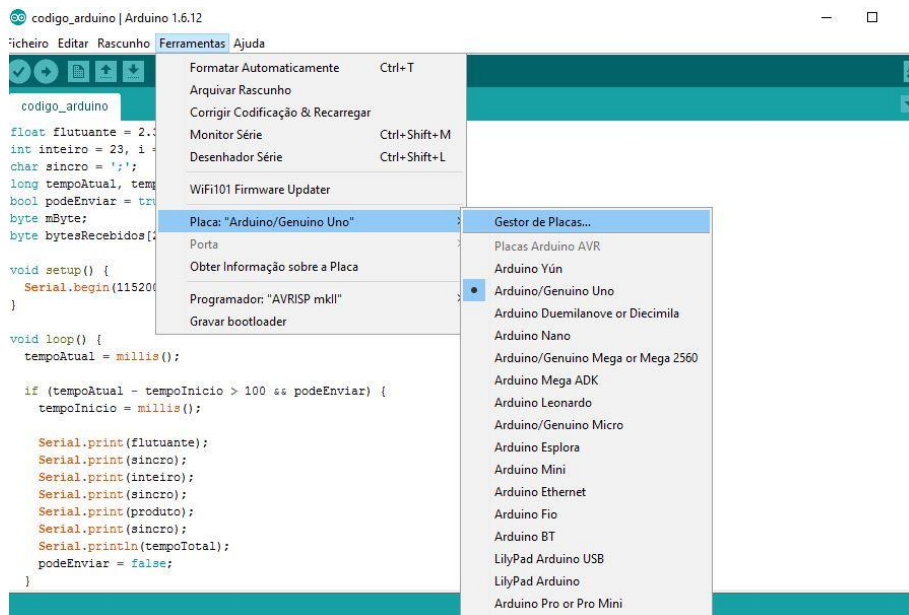 codigo_arduino | Arduino 1.6.12
Ficheiro Editar Rascunho Ferramentas Ajuda
codigo_arduino
Formatar Automaticamente Ctrl+T
Arquivar Rascunho
Corrigir Codificação & Recarregar
Monitor Série Ctrl+Shift+M
Desenhador Série Ctrl+Shift+L
WiFi101 Firmware Updater
Placa: "Arduino/Genuino Uno"
Porta
Obter Informação sobre a Placa
Programador: "AVRISP mkII"
Gravar bootloader
Gestor de Placas...
Placas Arduino AVR
Arduino Yún
Arduino/Genuino Uno
Arduino Duemilanove or Diecimila
Arduino Nano
Arduino/Genuino Mega or Mega 2560
Arduino Mega ADK
Arduino Leonardo
Arduino/Genuino Micro
Arduino Esplora
Arduino Mini
Arduino Ethernet
Arduino Fio
Arduino BT
LilyPad Arduino USB
LilyPad Arduino
Arduino Pro or Pro Mini
float flutuante = 2.
int inteiro = 23, i =
char sincro = ';';
long tempoAtual,
bool podeEnviar =
byte mByte;
byte bytesRecebidos[
void setup() {
Serial.begin(11520
}
void loop() {
tempoAtual = millis();
if (tempoAtual - tempoInicio > 100 && podeEnviar) {
tempoInicio = millis();
Serial.print(flutuante);
Serial.print(sincro);
Serial.print(inteiro);
Serial.print(sincro);
Serial.print(produto);
Serial.print(sincro);
Serial.println(tempoTotal);
podeEnviar = false;
}